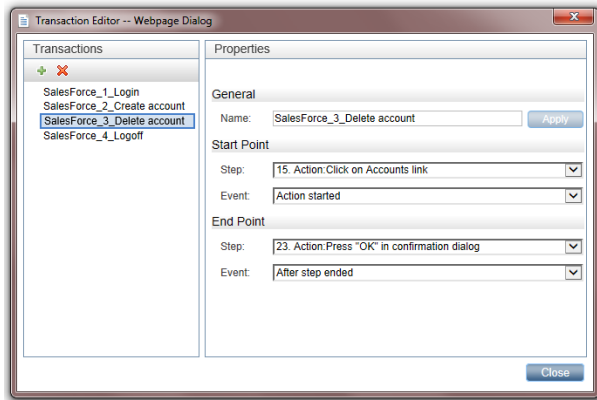 Transaction Editor -- Webpage Dialog
Transactions
SalesForce_1_Login
SalesForce_2_Create account
SalesForce_3_Delete account
SalesForce_4_Logoff
Properties
General
Name: SalesForce_3_Delete account Apply
Start Point
Step: 15. Action:Click on Accounts link
Event: Action started
End Point
Step: 23. Action:Press "OK" in confirmation dialog
Event: After step ended
Close